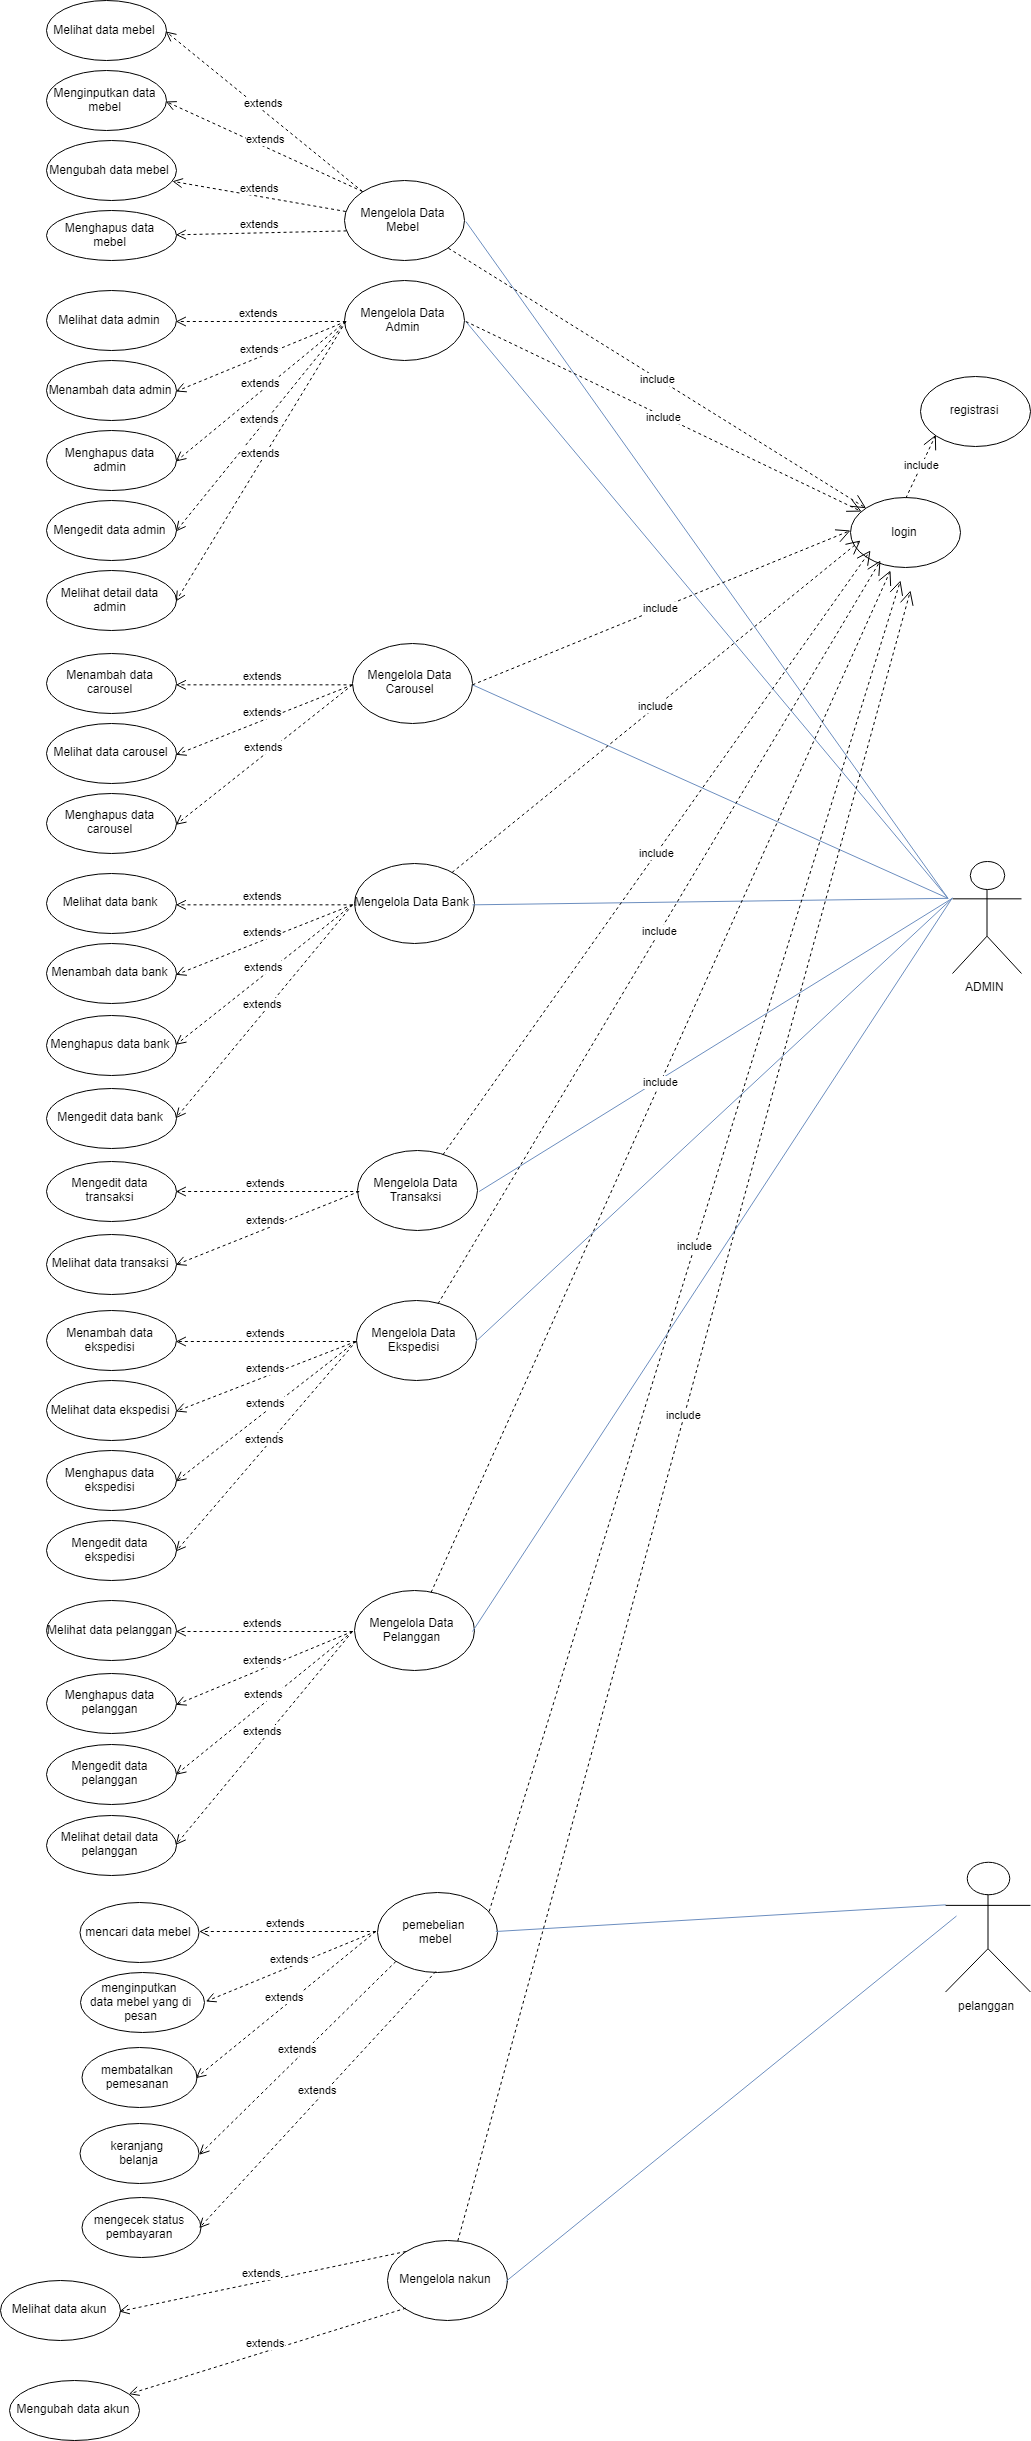 Melihat data mebel
Menginputkan data
mebel
Mengubah data mebel
Menghapus data
mebel
extends
extends
extends
extends
Mengelola Data
Mebel
Melihat data admin
Menambah data admin
Menghapus data
admin
Mengedit data admin
Melihat detail data
admin
extends
extends
extends
extends
extends
Mengelola Data
Admin
include
include
registrasi
include
login
Menambah data
carousel
Melihat data carousel
Menghapus data
carousel
extends
extends
extends
Mengelola Data
Carousel
include
include
Melihat data bank
Menambah data bank
Menghapus data bank
Mengedit data bank
extends
extends
extends
extends
Mengelola Data Bank
include
include
ADMIN
include
Mengedit data
transaksi
Melihat data transaksi
extends
extends
Mengelola Data
Transaksi
include
Menambah data
ekspedisi
Melihat data ekspedisi
Menghapus data
ekspedisi
Mengedit data
ekspedisi
extends
extends
extends
extends
Mengelola Data
Ekspedisi
include
Melihat data pelanggan
Menghapus data
pelanggan
Mengedit data
pelanggan
Melihat detail data
pelanggan
extends
extends
extends
extends
Mengelola Data
Pelanggan
mencari data mebel
menginputkan
data mebel yang di
pesan
membatalkan
pemesanan
keranjang
belanja
mengecek status
pembayaran
extends
extends
extends
extends
extends
pemebelian
mebel
pelanggan
Melihat data akun
Mengubah data akun
extends
extends
Mengelola nakun